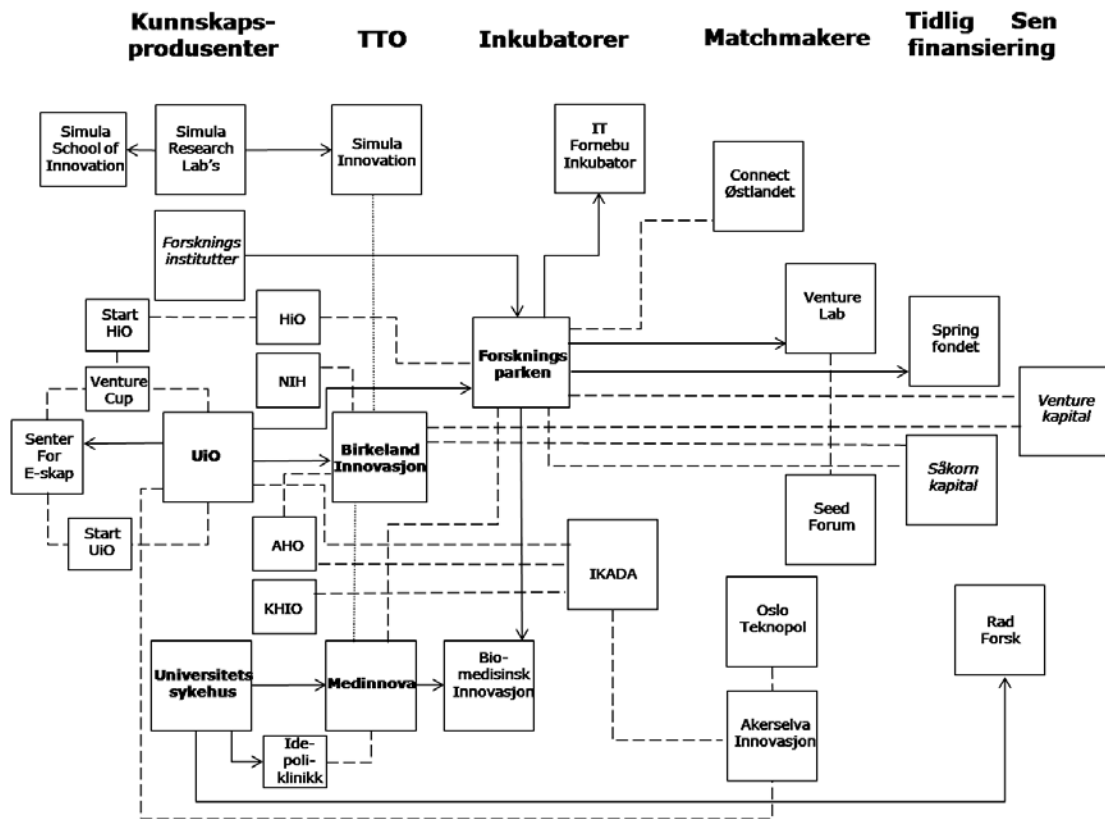 Kunnskaps-
produsenter
TTO
Inkubatorer
Matchmakere
Tidlig Sen
finansiering
Simula
School of
Innovation
Simula
Research
Lab's
Simula
Innovation
IT
Fornebu
Inkubator
Connect
Østlandet
Forsknings
institutter
Start
HiO
HiO
Forsknings
parken
Venture
Lab
Spring
fondet
Venture
Cup
NIH
Venture
kapital
Senter
For
E-skap
UiO
Birkeland
Innovasjon
Såkorn
kapital
Start
UiO
AHO
Seed
Forum
IKADA
KHIO
Oslo
Teknopol
Rad
Forsk
Universitets
sykehus
Medinnova
Bio-
medisinsk
Innovasjon
Akerselva
Innovasjon
Ide-
poli-
klinikk